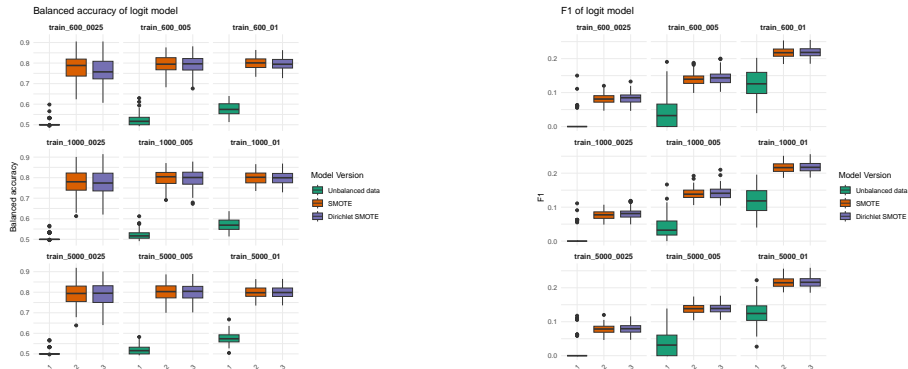 Balanced accuracy of logit model
train_600_0025
train_600_005
train_600_01
0.9
0.8
0.7
0.6
0.5
train_1000_0025
train_1000_005
train_1000_01
0.9
0.8
0.7
0.6
0.5
train_5000_0025
train_5000_005
train_5000_01
0.9
0.8
0.7
0.6
0.5
1
2
3
1
2
3
1
2
3
Balanced accuracy
Model Version
Unbalanced data
SMOTE
Dirichlet SMOTE
F1 of logit model
train_600_0025
train_600_005
train_600_01
0.2
0.1
0.0
train_1000_0025
train_1000_005
train_1000_01
0.2
0.1
0.0
train_5000_0025
train_5000_005
train_5000_01
0.2
0.1
0.0
1
2
3
1
2
3
1
2
3
F1
Model Version
Unbalanced data
SMOTE
Dirichlet SMOTE